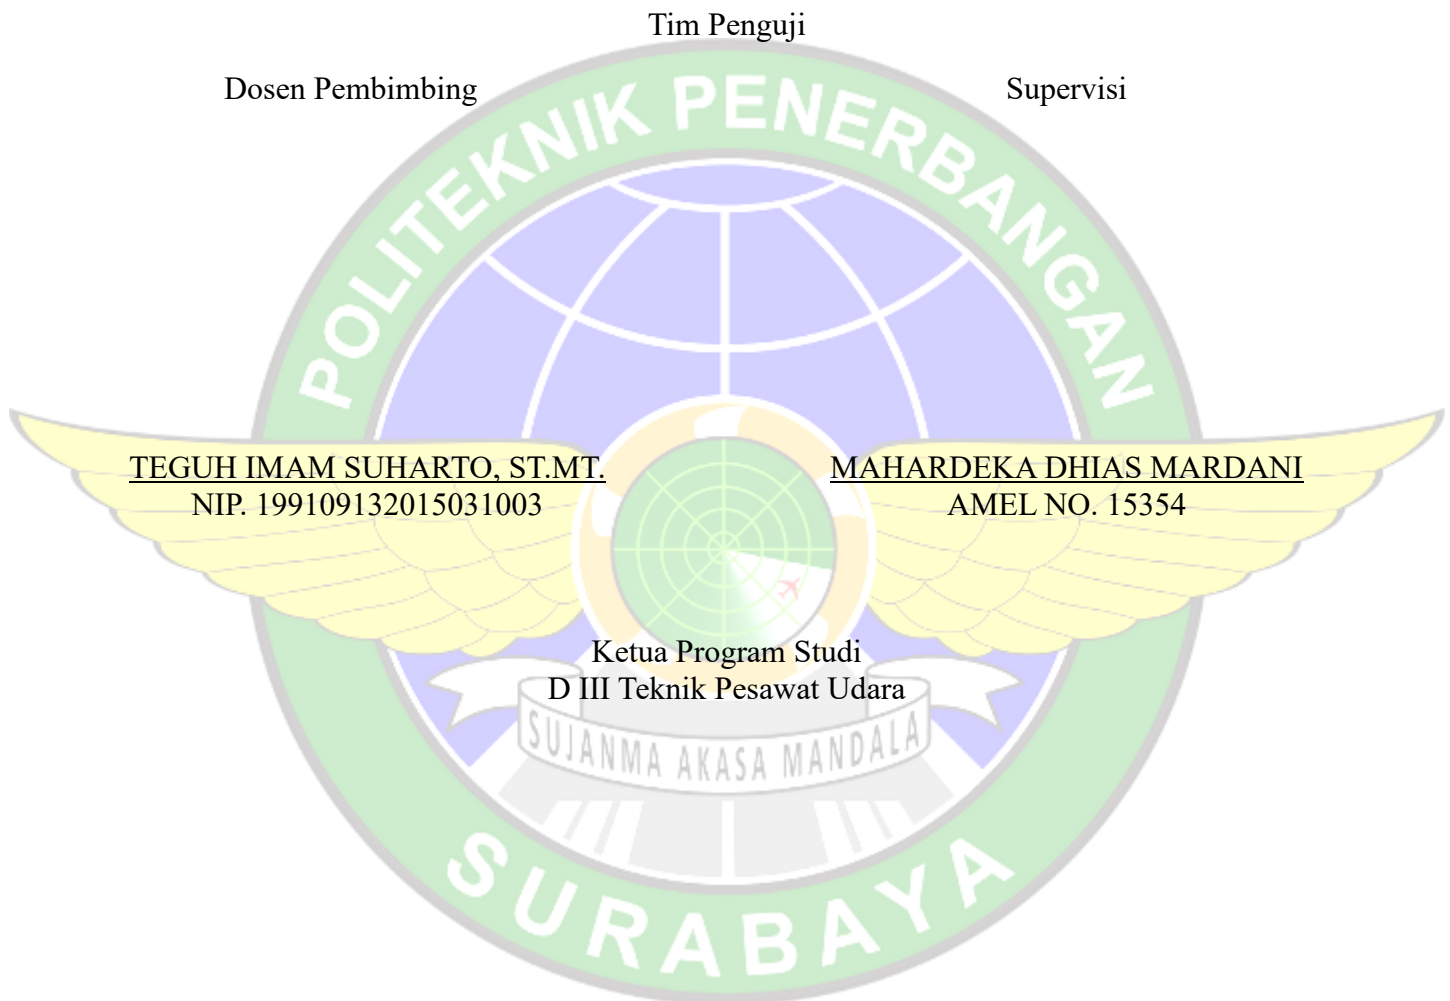 Tim Penguji
Dosen Pembimbing
Supervisi
POLITEKNIK PENERBANGAN
TEGUH IMAM SUHARTO, ST.MT.
NIP. 199109132015031003
MAHARDEKA DHIAS MARDANI
AMEL NO. 15354
Ketua Program Studi
D III Teknik Pesawat Udara
SUJANMA AKASA MANDALA
SURABAYA